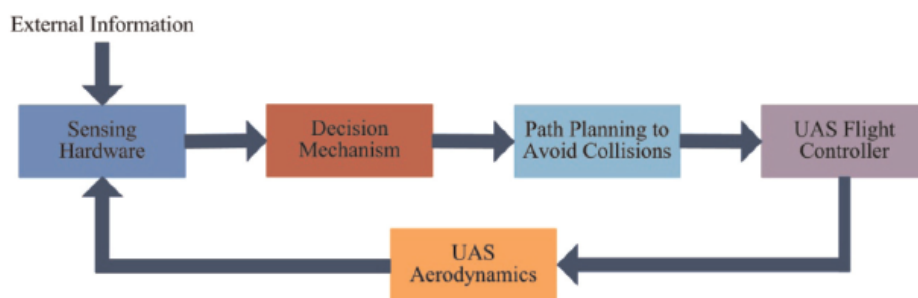 External Information
Sensing
Hardware
Decision
Mechanism
Path Planning to
Avoid Collisions
UAS Flight
Controller
UAS
Aerodynamics